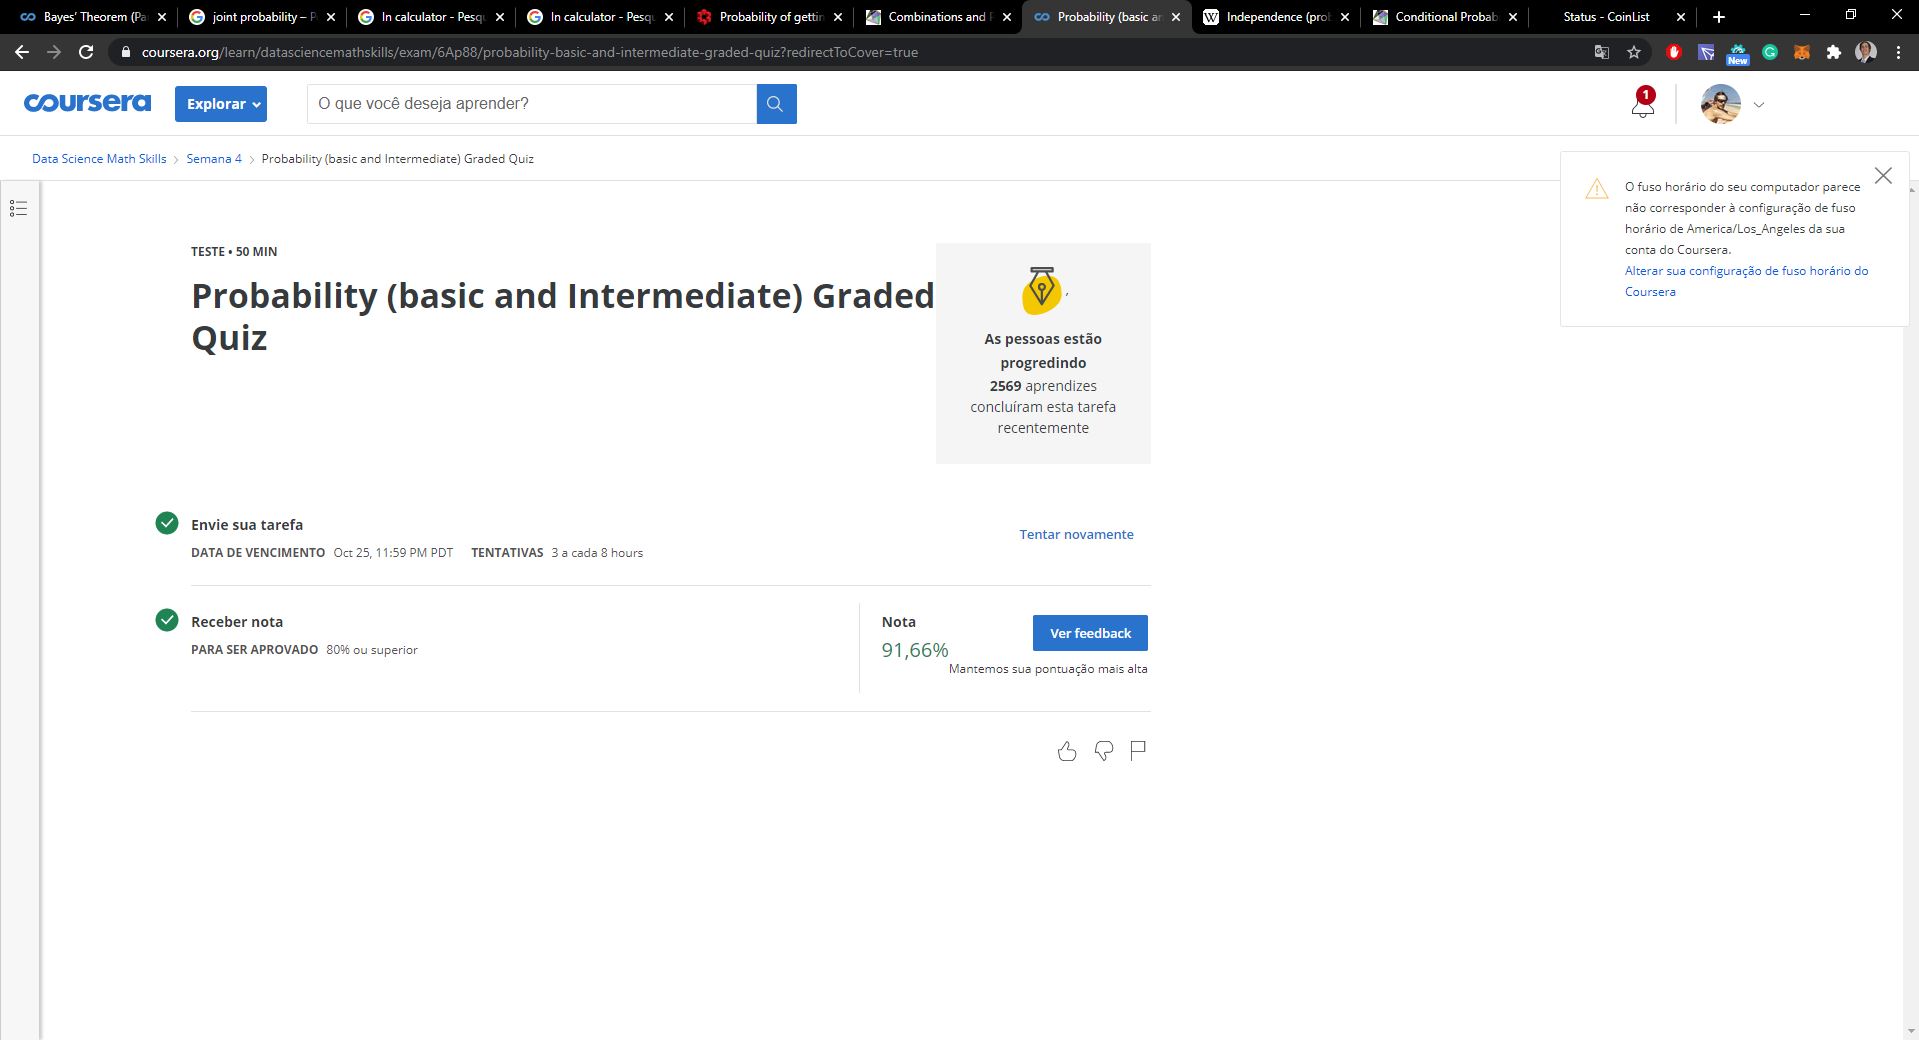 Bayes' Theorem (Pa
joint probability – P
ln calculator - Pesqu
ln calculator - Pesqu
Probability of gettin
Combinations and P
Probability (basic an
Independence (prob
Conditional Probab
Status - CoinList
coursera.org/learn/datasciencemathskills/exam/6Ap88/probability-basic-and-intermediate-graded-quiz?redirectToCover=true
New
coursera
Explorar
O que você deseja aprender?
1
Data Science Math Skills
Semana 4
Probability (basic and Intermediate) Graded Quiz
O fuso horário do seu computador parece
não corresponder à configuração de fuso
horário de America/Los_Angeles da sua
conta do Coursera.
Alterar sua configuração de fuso horário do
Coursera
TESTE • 50 MIN
Probability (basic and Intermediate) Graded
Quiz
,
As pessoas estão
progredindo
2569 aprendizes
concluíram esta tarefa
recentemente
Envie sua tarefa
DATA DE VENCIMENTO Oct 25, 11:59 PM PDT TENTATIVAS 3 a cada 8 hours
Tentar novamente
Receber nota
PARA SER APROVADO 80% ou superior
Nota
91,66%
Ver feedback
Mantemos sua pontuação mais alta